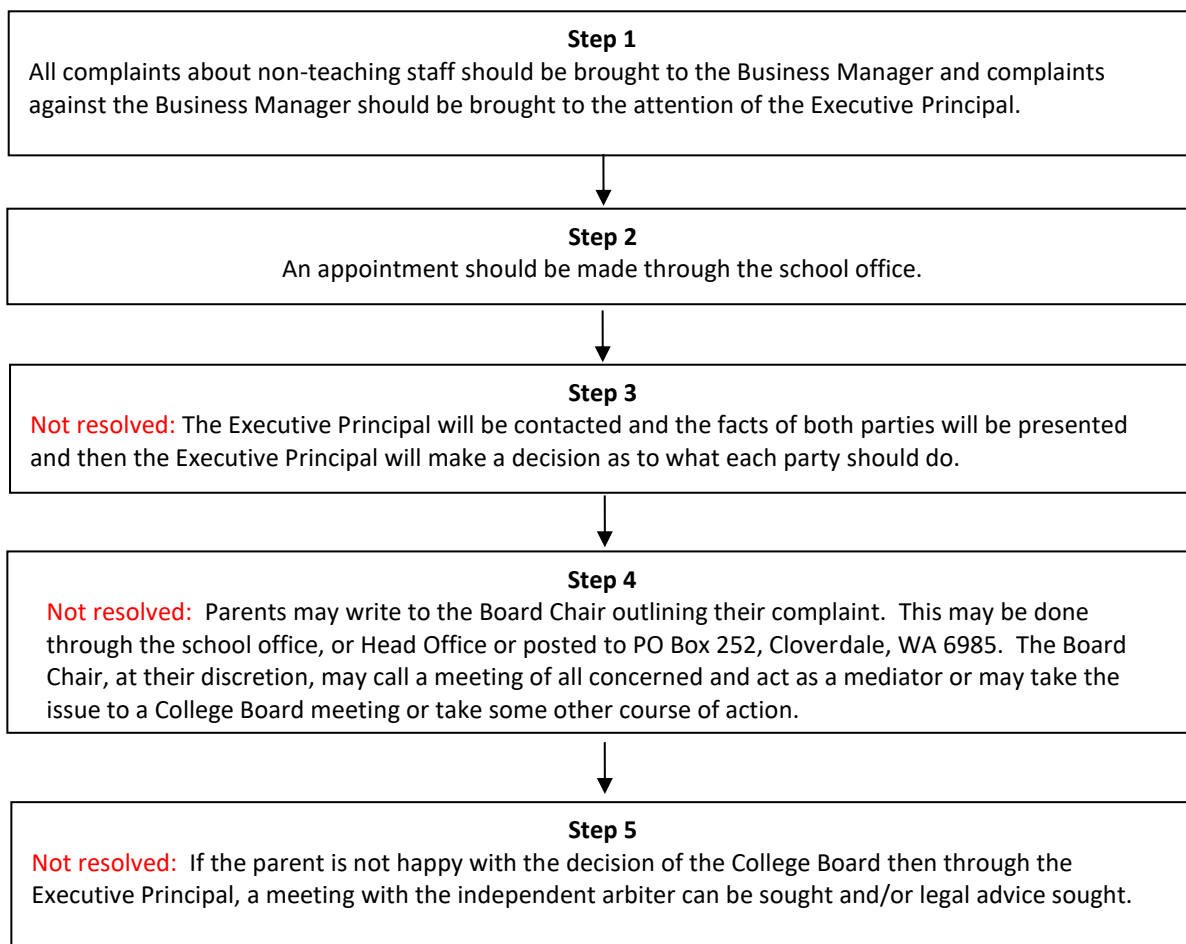 Step 1
All complaints about non-teaching staff should be brought to the Business Manager and complaints
against the Business Manager should be brought to the attention of the Executive Principal.
Step 2
An appointment should be made through the school office.
Step 3
Not resolved: The Executive Principal will be contacted and the facts of both parties will be presented
and then the Executive Principal will make a decision as to what each party should do.
Step 4
Not resolved:  Parents may write to the Board Chair outlining their complaint.  This may be done
through the school office, or Head Office or posted to PO Box 252, Cloverdale, WA 6985.  The Board
Chair, at their discretion, may call a meeting of all concerned and act as a mediator or may take the
issue to a College Board meeting or take some other course of action.
Step 5
Not resolved:  If the parent is not happy with the decision of the College Board then through the
Executive Principal, a meeting with the independent arbiter can be sought and/or legal advice sought.